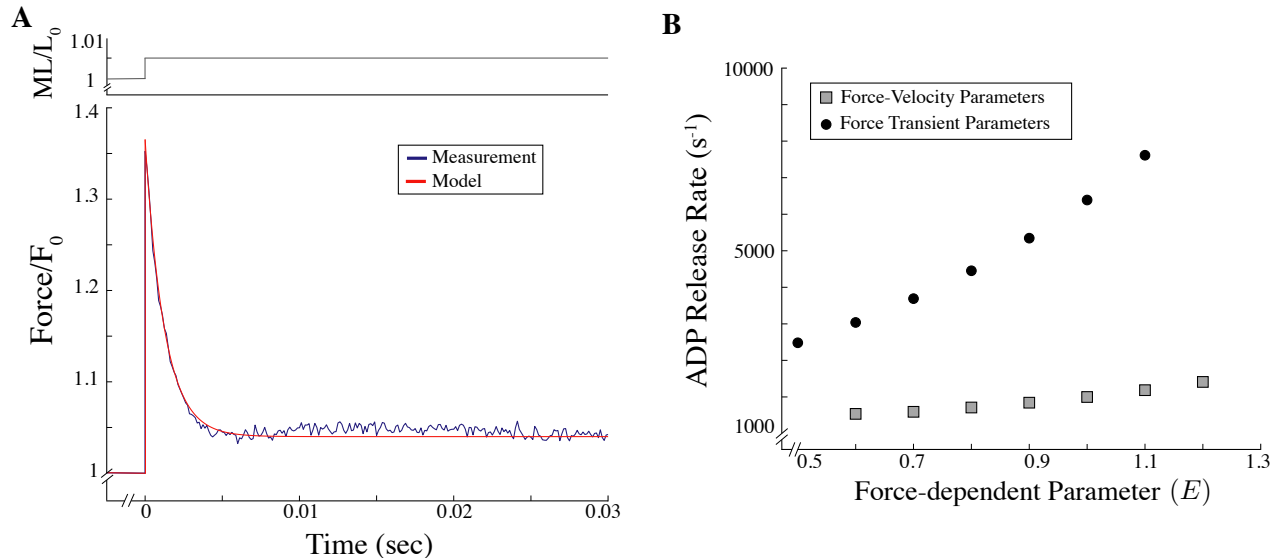 A
ML/L0
1.01
1
Force/F0
1.4
1.3
1.2
1.1
1
Measurement
Model
0
0.01
0.02
0.03
Time (sec)
B
ADP Release Rate (s-1)
10000
5000
1000
Force-Velocity Parameters
Force Transient Parameters
0.5
0.7
0.9
1.1
1.3
Force-dependent Parameter (E)